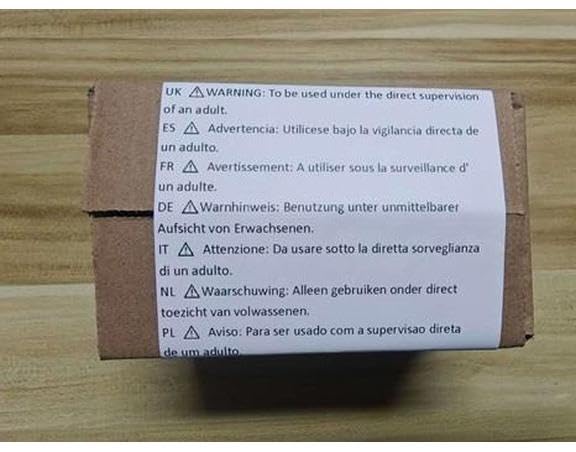 UK ⚠ WARNING: To be used under the direct supervision
of an adult.
ES ⚠ Advertencia: Utilícese bajo la vigilancia directa de
un adulto.
FR ⚠ Avertissement: A utiliser sous la surveillance d'
un adulte.
DE ⚠ Warnhinweis: Benutzung unter unmittelbarer
Aufsicht von Erwachsenen.
IT ⚠ Attenzione: Da usare sotto la diretta sorveglianza
di un adulto.
NL ⚠ Waarschuwing: Alleen gebruiken onder direct
toezicht van volwassenen.
PL ⚠ Aviso: Para ser usado com a supervisao direta
de um adulto.